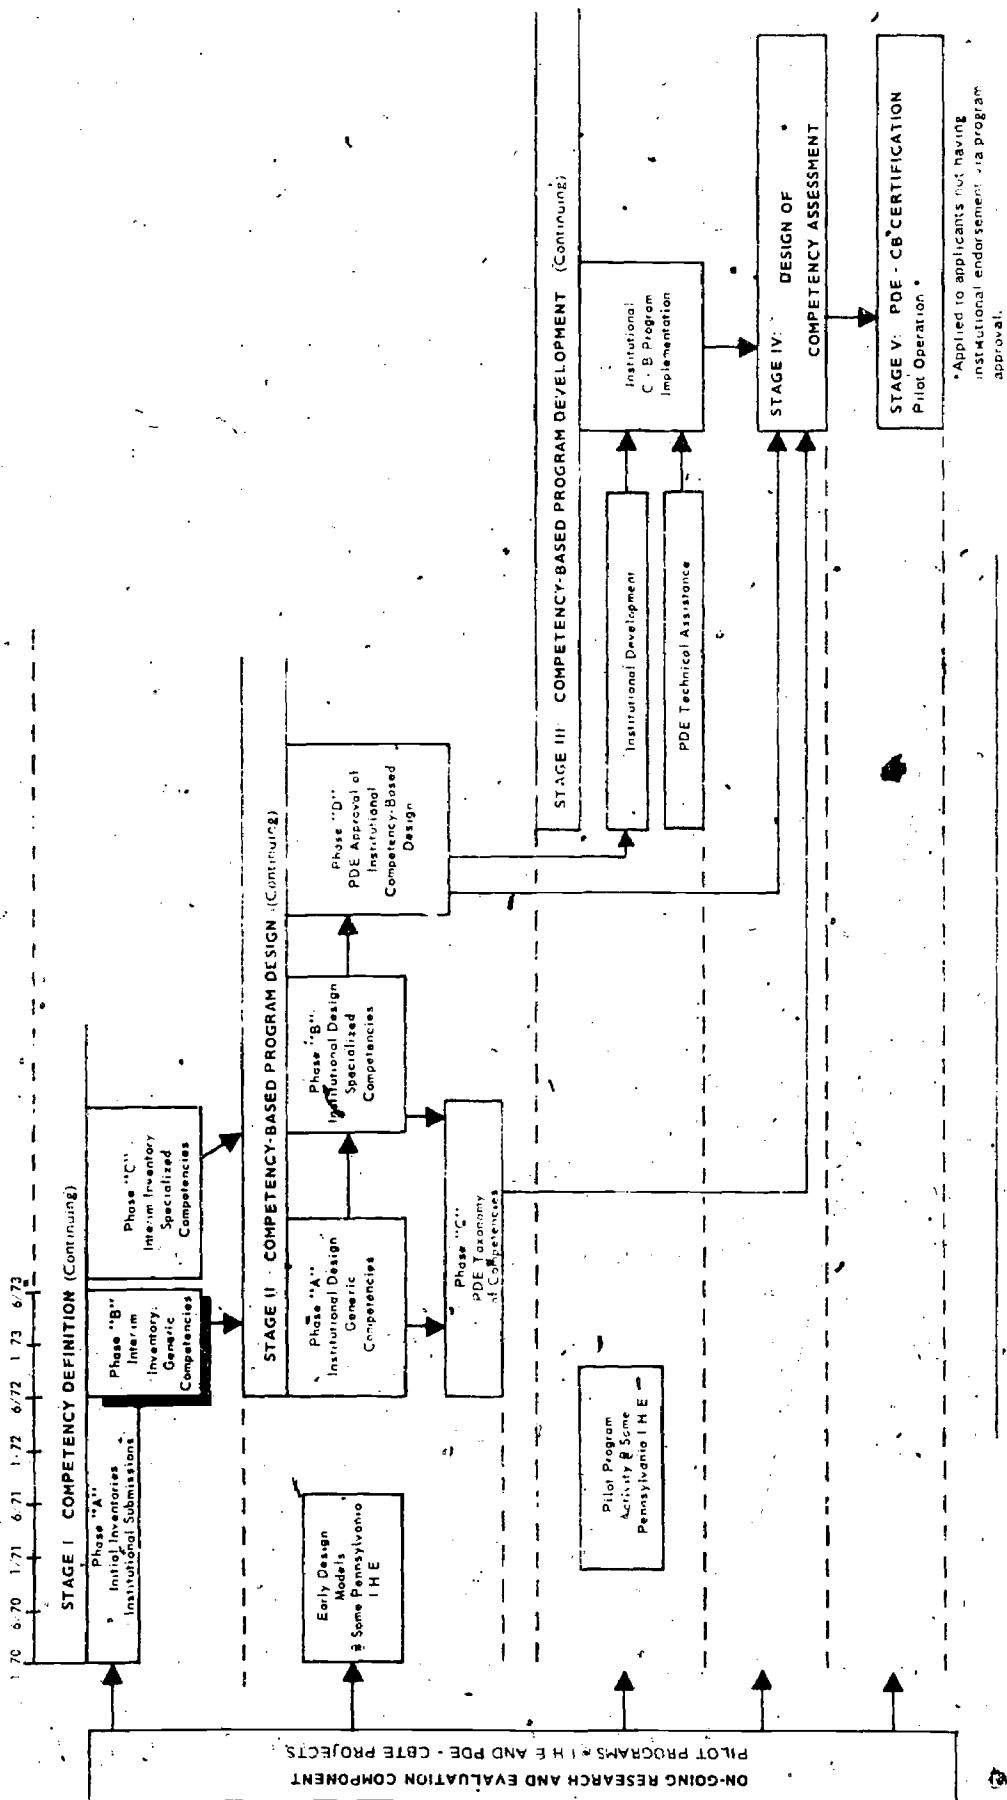 1 70 6/70 1/71 6/71 1/72 6/72 1 73 6/73
STAGE I COMPETENCY DEFINITION (Continuing)
Phase "A"
Initial Inventories
Institutional Submissions
Phase "B"
Interim
Inventory:
Generic
Competencies
Phase "C"
Interim Inventory
Specialized
Competencies
STAGE II COMPETENCY-BASED PROGRAM DESIGN (Continuing)
Early Design
Models
@ Some Pennsylvania
I H E
Phase "A"
Institutional Design
Generic
Competencies
Phase "B"
Institutional Design
Specialized
Competencies
Phase "D"
PDE Approval of
Institutional
Competency-Based
Design
Phase "C"
PDE Taxonomy
of Competencies
STAGE III COMPETENCY-BASED PROGRAM DEVELOPMENT (Continuing)
Pilot Program
Activity @ Some
Pennsylvania I H E
Institutional Development
PDE Technical Assistance
Institutional
C - B Program
Implementation
STAGE IV: DESIGN OF
COMPETENCY ASSESSMENT
STAGE V: PDE - CB CERTIFICATION
Pilot Operation *
*Applied to applicants not having
institutional endorsement via program
approval.
ON-GOING RESEARCH AND EVALUATION COMPONENT
PILOT PROGRAMS - I H E AND PDE - CBTE PROJECTS